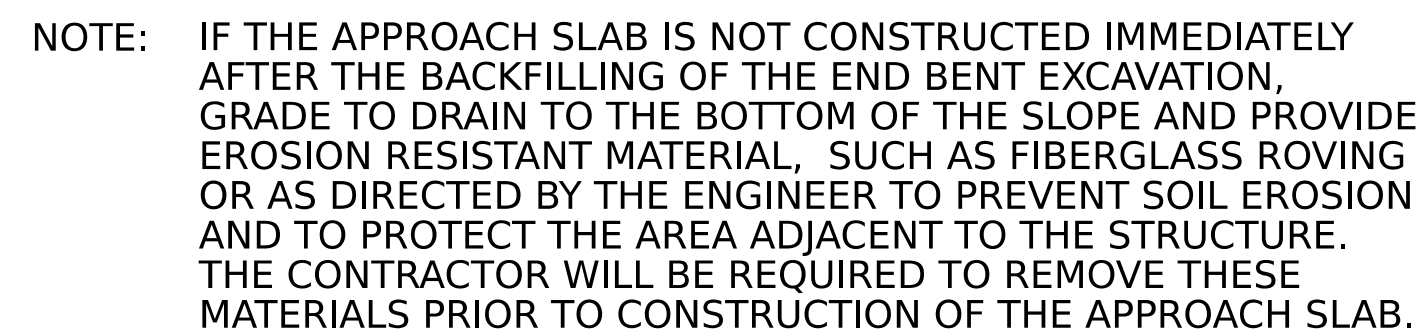 NOTE: IF THE APPROACH SLAB IS NOT CONSTRUCTED IMMEDIATELY
AFTER THE BACKFILLING OF THE END BENT EXCAVATION,
GRADE TO DRAIN TO THE BOTTOM OF THE SLOPE AND PROVIDE
EROSION RESISTANT MATERIAL, SUCH AS FIBERGLASS ROVING
OR AS DIRECTED BY THE ENGINEER TO PREVENT SOIL EROSION
AND TO PROTECT THE AREA ADJACENT TO THE STRUCTURE.
THE CONTRACTOR WILL BE REQUIRED TO REMOVE THESE
MATERIALS PRIOR TO CONSTRUCTION OF THE APPROACH SLAB.